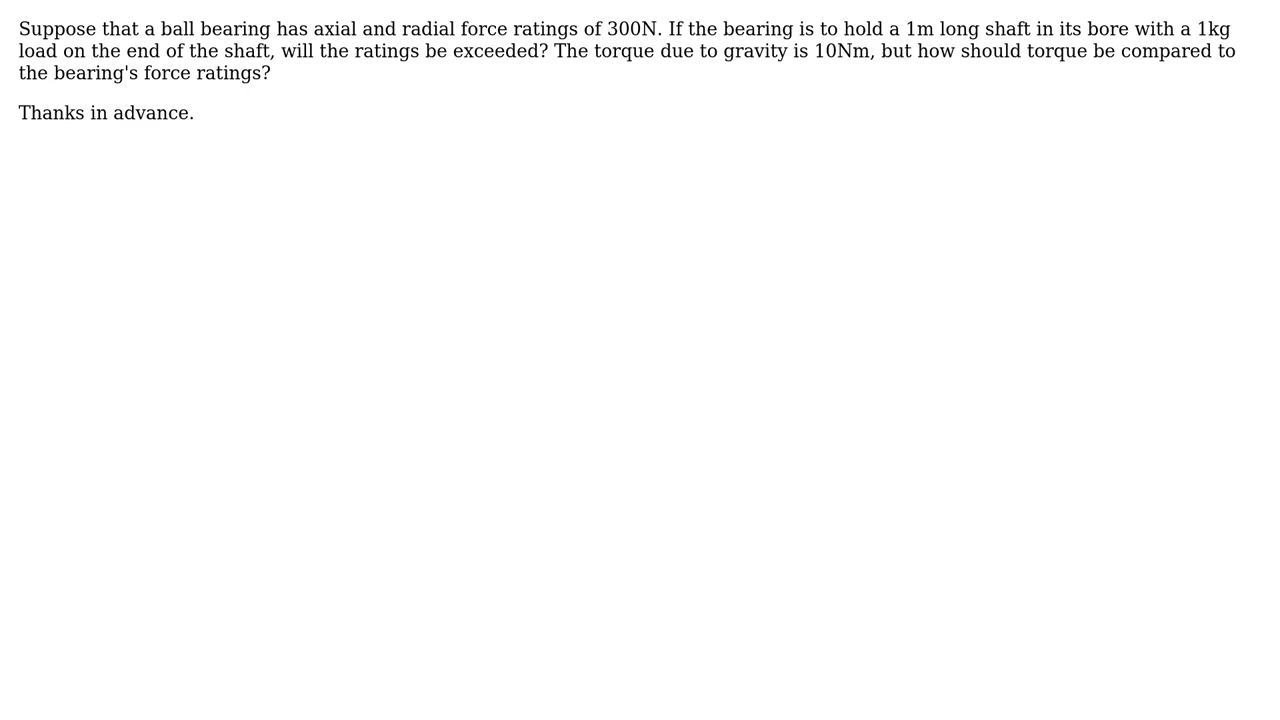 Suppose that a ball bearing has axial and radial force ratings of 300N. If the bearing is to hold a 1m long shaft in its bore with a 1kg
load on the end of the shaft, will the ratings be exceeded? The torque due to gravity is 10Nm, but how should torque be compared to
the bearing's force ratings?
Thanks in advance.